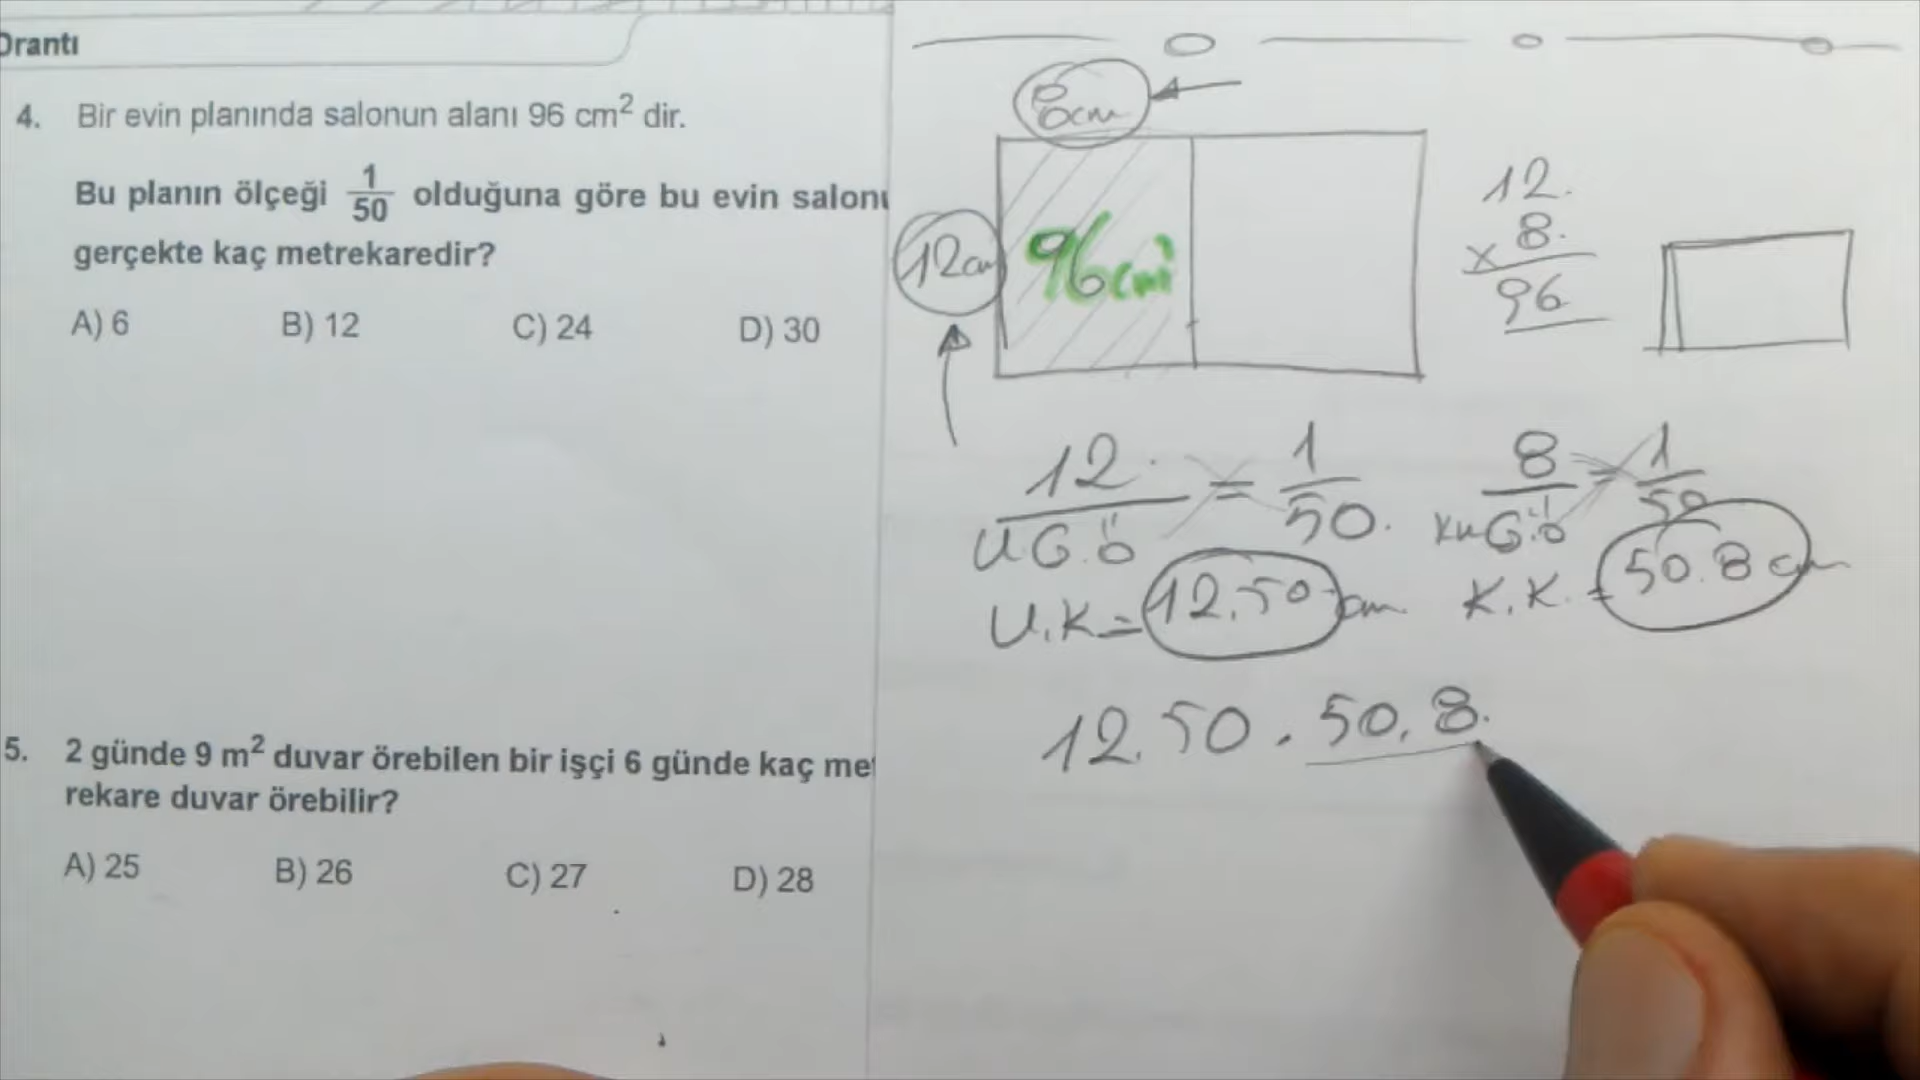 Orantı
4. Bir evin planında salonun alanı 96 cm² dir.
Bu planın ölçeği 1/50 olduğuna göre bu evin salonu
gerçekte kaç metrekaredir?
A) 6 B) 12 C) 24 D) 30
5. 2 günde 9 m² duvar örebilen bir işçi 6 günde kaç met
rekare duvar örebilir?
A) 25 B) 26 C) 27 D) 28
8cm
12cm
96cm²
12.
x 8.
96
12/U.G.Ö = 1/50.
8/KuG.Ö = 1/50
U.K = 12.50 cm
K.K. = 50.8 cm
12.50 . 50.8.